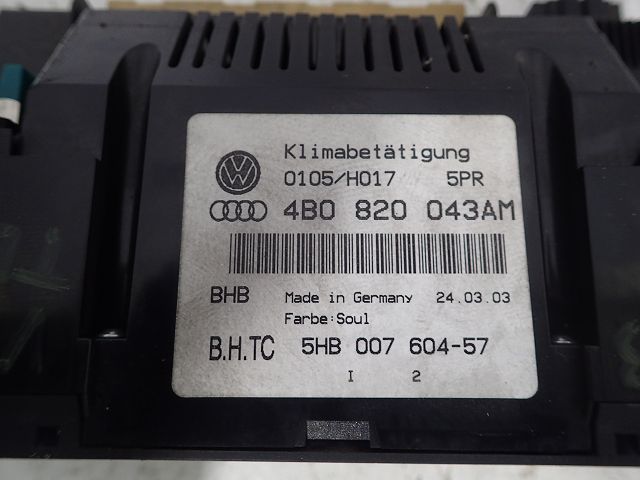 Klimabetätigung
0105/H017 5PR
4B0 820 043AM
BHB Made in Germany 24.03.03
Farbe:Soul
B.H.TC 5HB 007 604-57
I 2